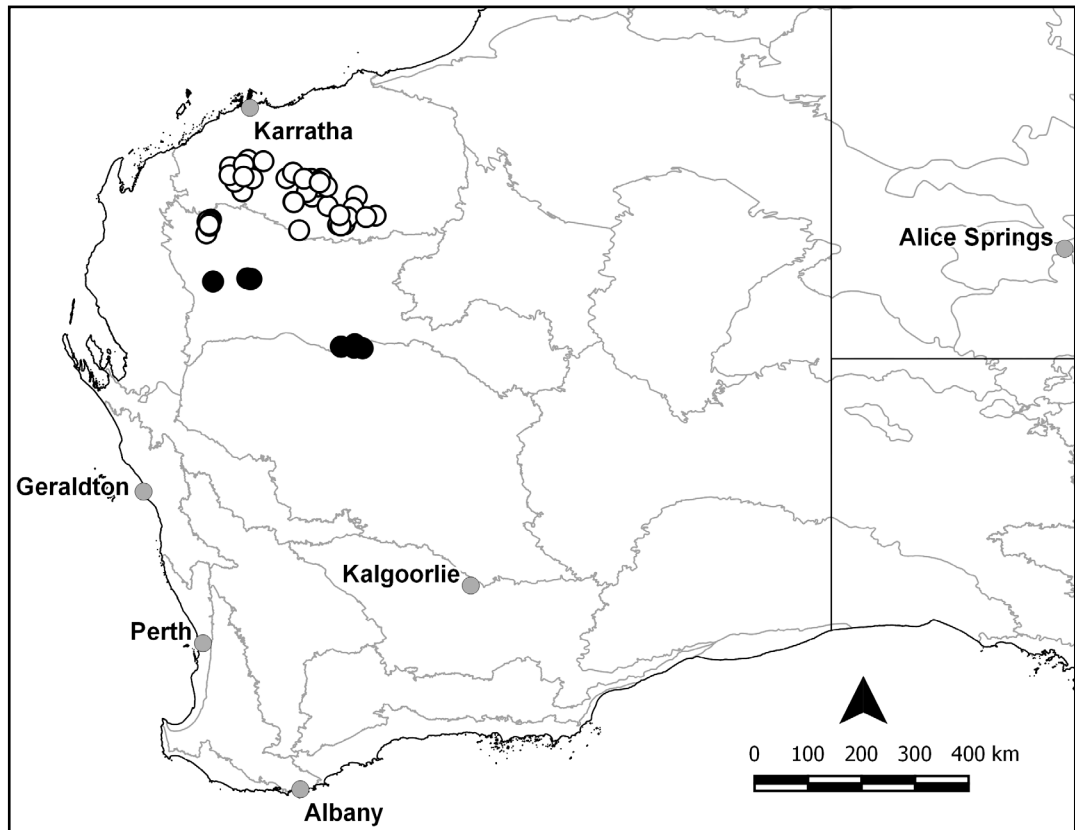 Karratha
Alice Springs
Geraldton
Kalgoorlie
Perth
0 100 200 300 400 km
Albany